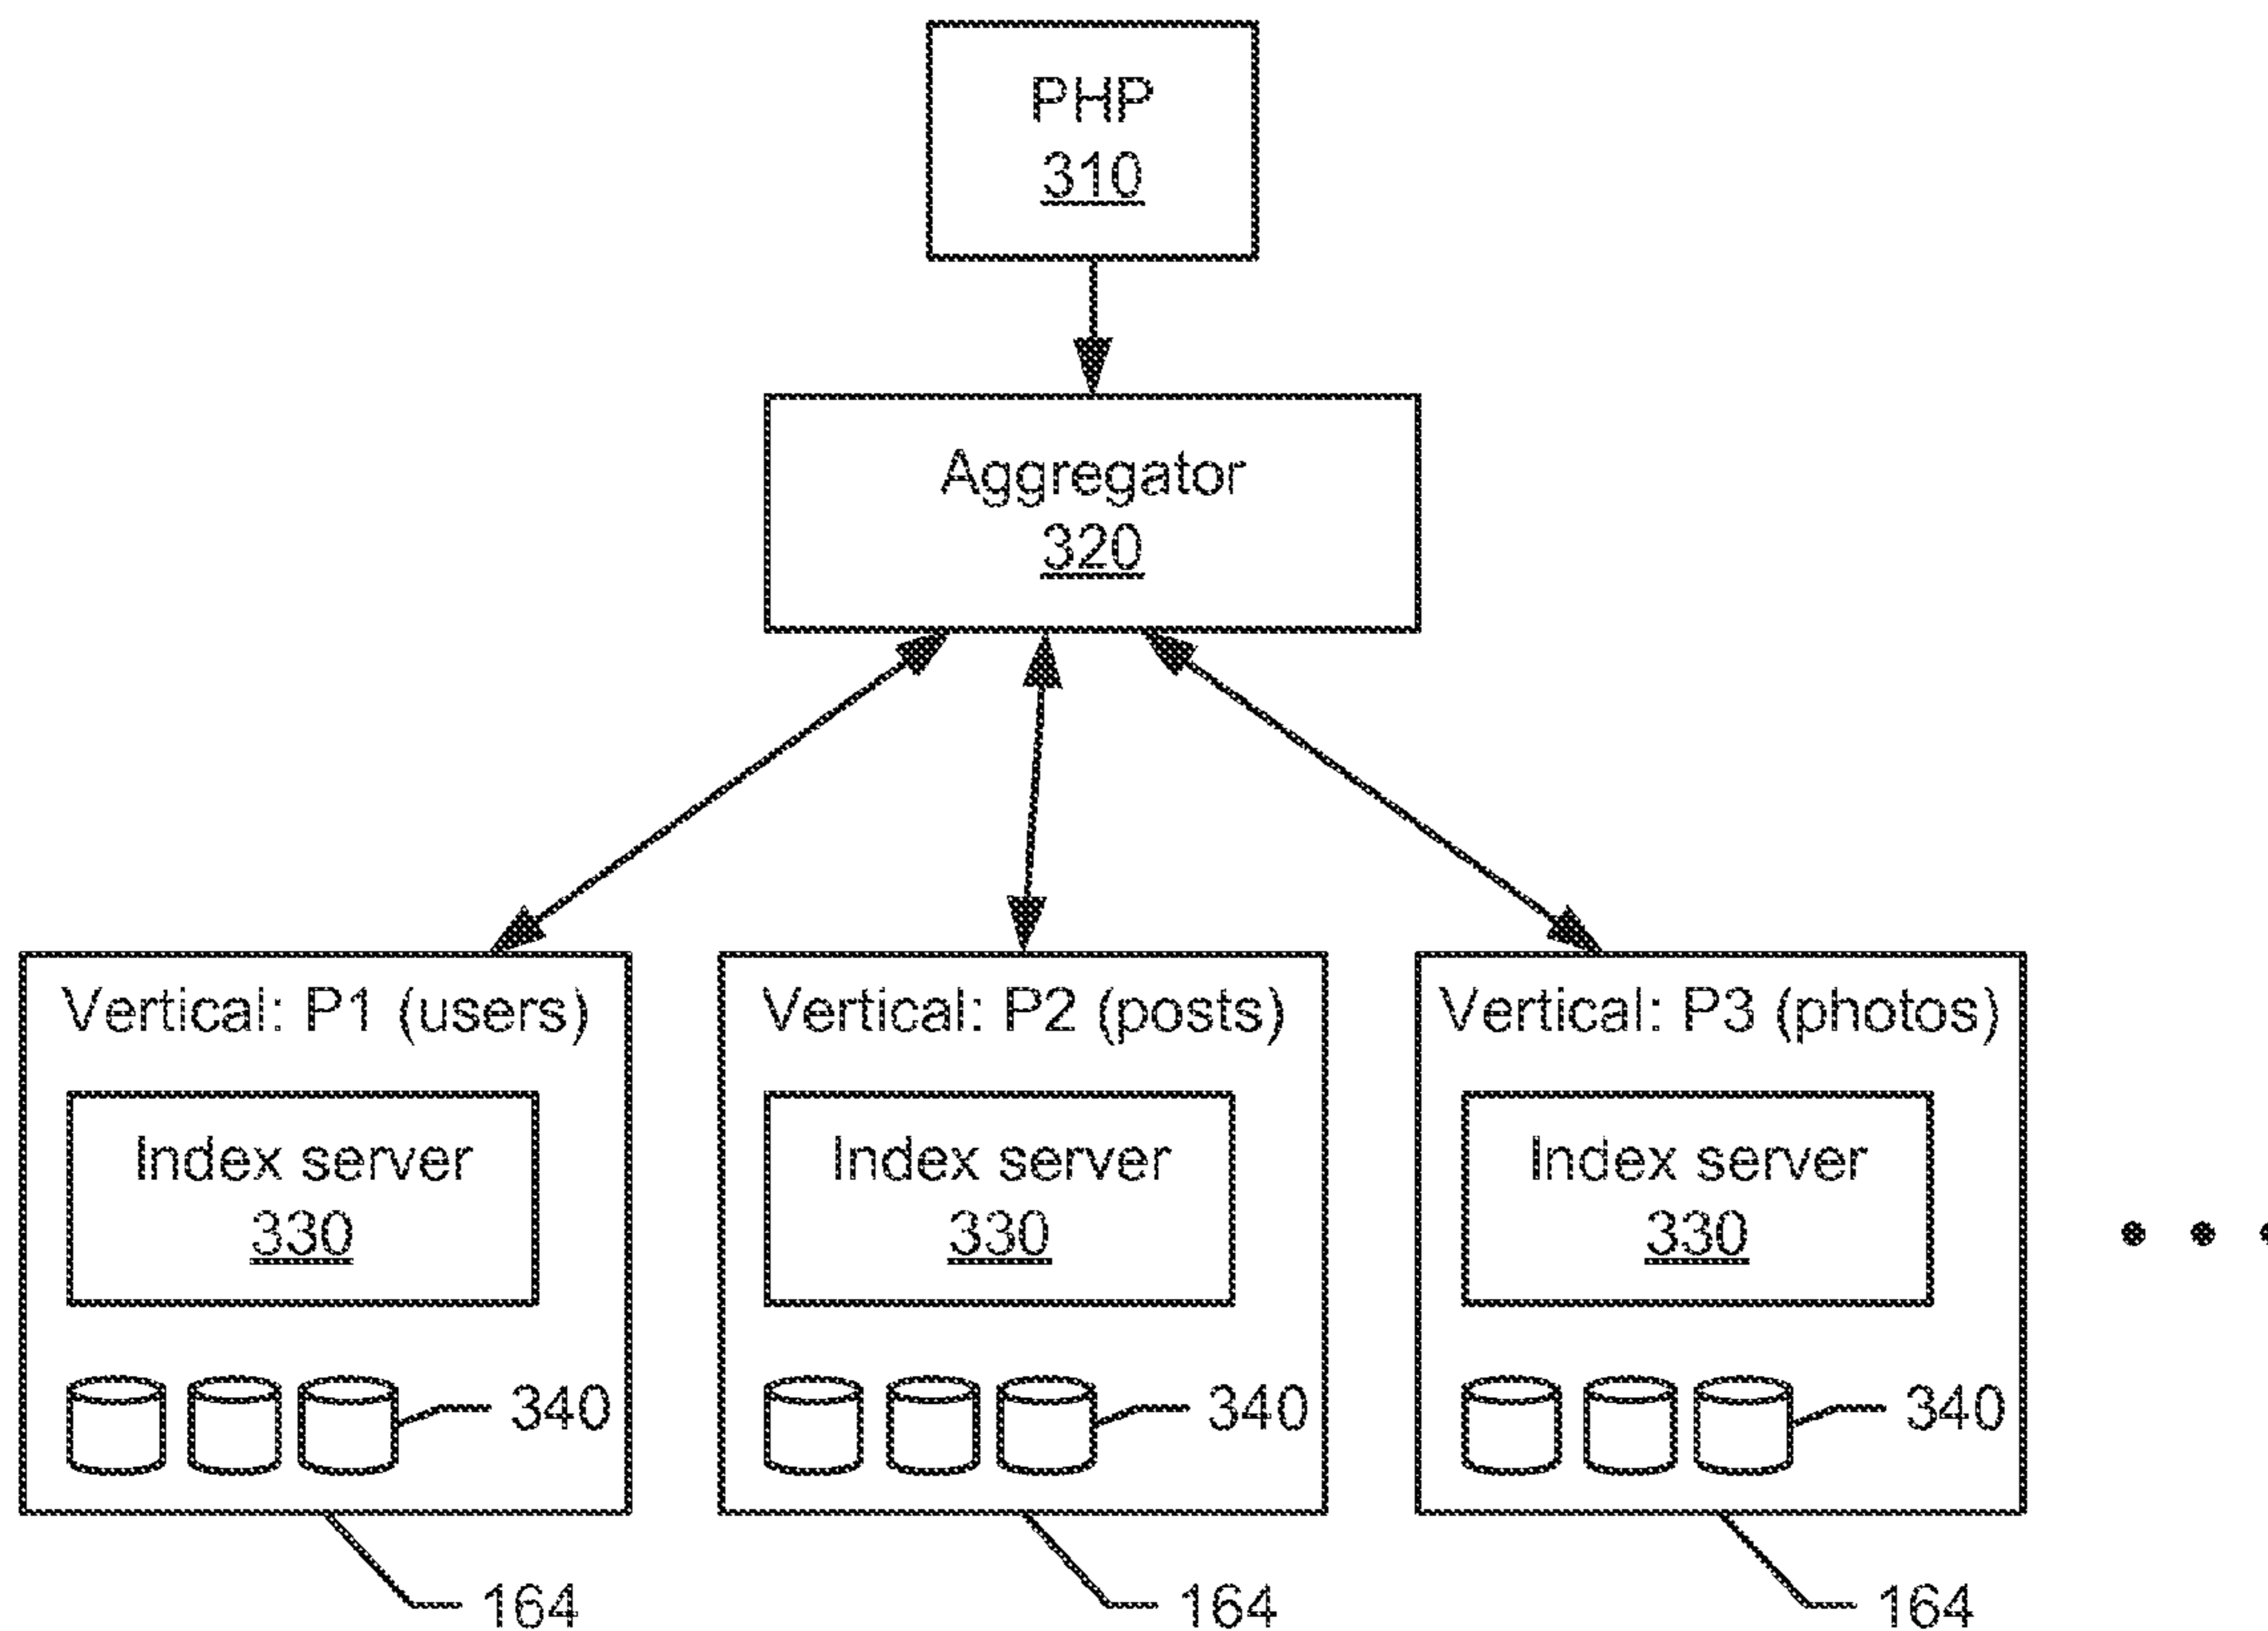 PHP
310
Aggregator
320
Vertical: P1 (users)
Index server
330
340
164
Vertical: P2 (posts)
Index server
330
340
164
Vertical: P3 (photos)
Index server
330
340
164